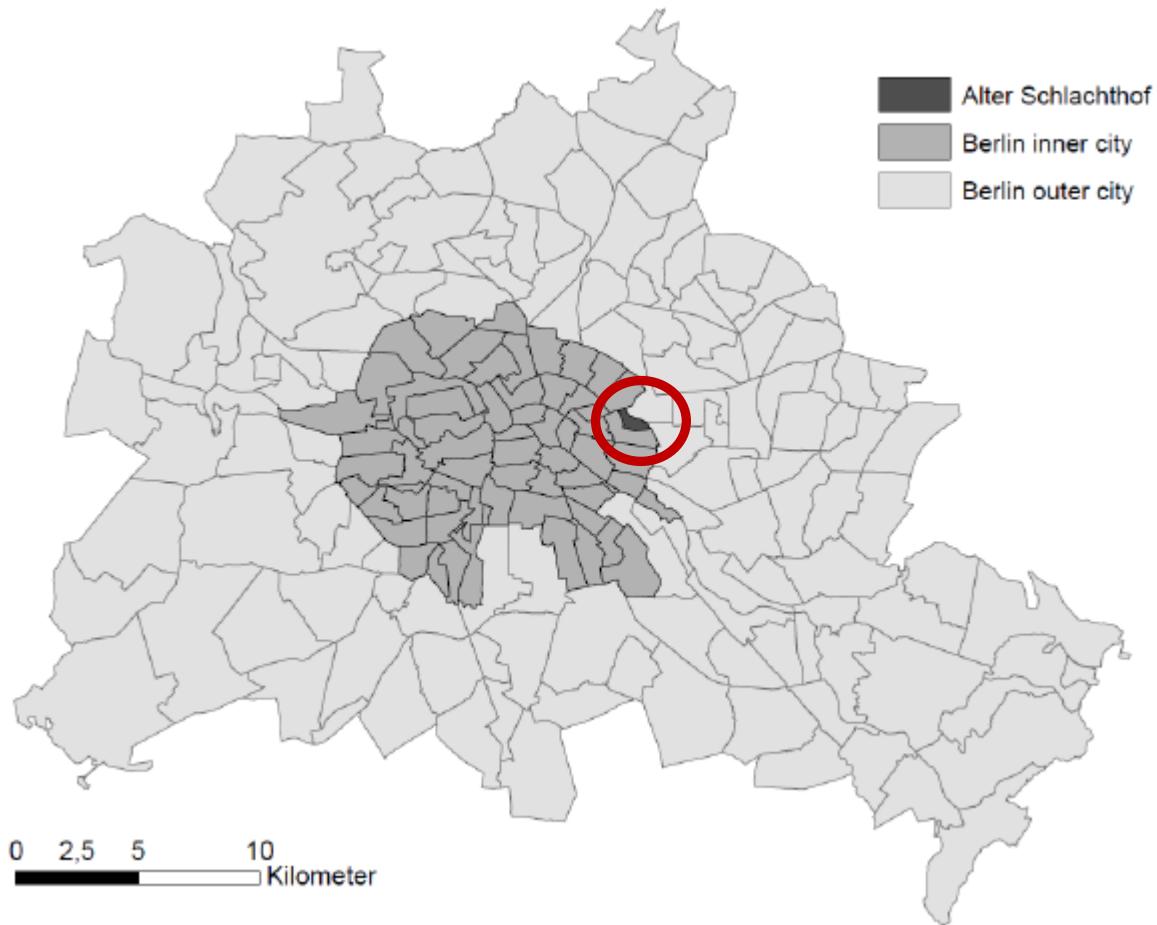 Alter Schlachthof
Berlin inner city
Berlin outer city
0 2,5 5 10
Kilometer